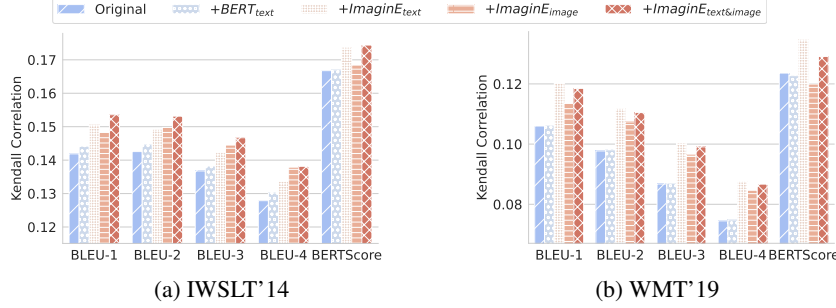 Original +BERT_text +ImaginE_text +ImaginE_image +ImaginE_text&image
Kendall Correlation
0.17
0.16
0.15
0.14
0.13
0.12
BLEU-1 BLEU-2 BLEU-3 BLEU-4 BERTScore
(a) IWSLT’14
Kendall Correlation
0.12
0.10
0.08
BLEU-1 BLEU-2 BLEU-3 BLEU-4 BERTScore
(b) WMT’19